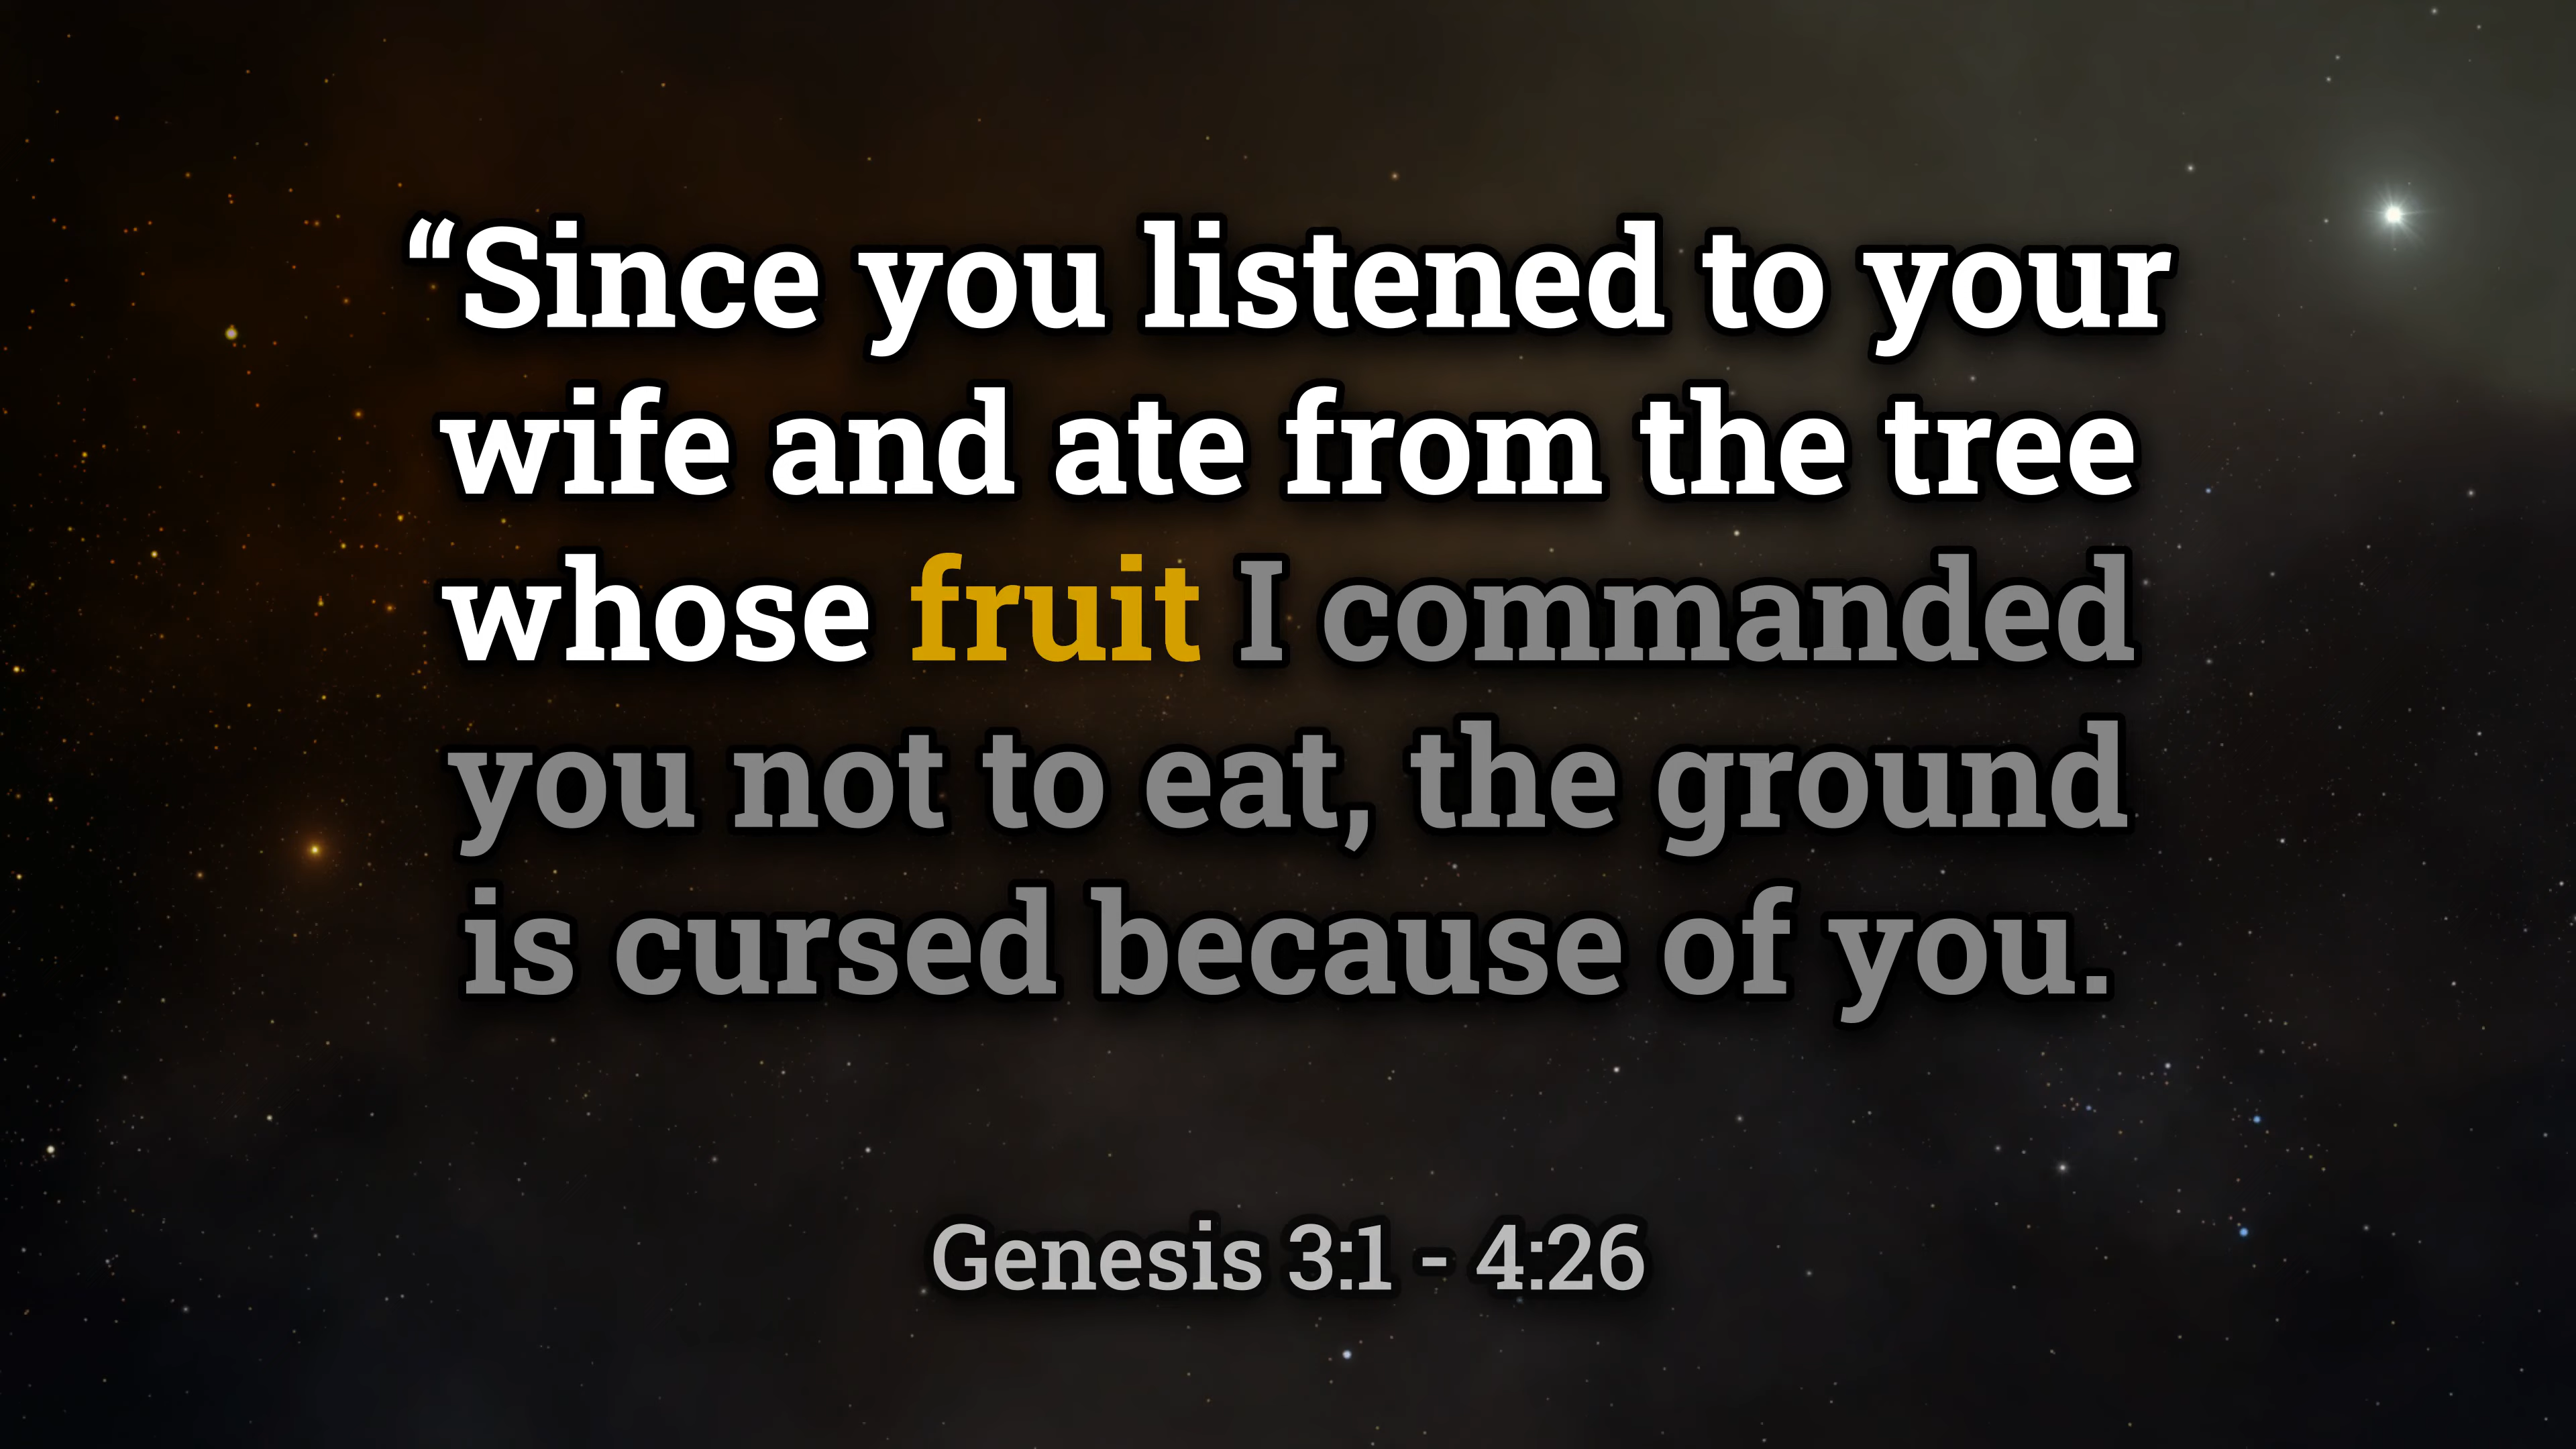 “Since you listened to your
wife and ate from the tree
whose fruit I commanded
you not to eat, the ground
is cursed because of you.
Genesis 3:1 - 4:26